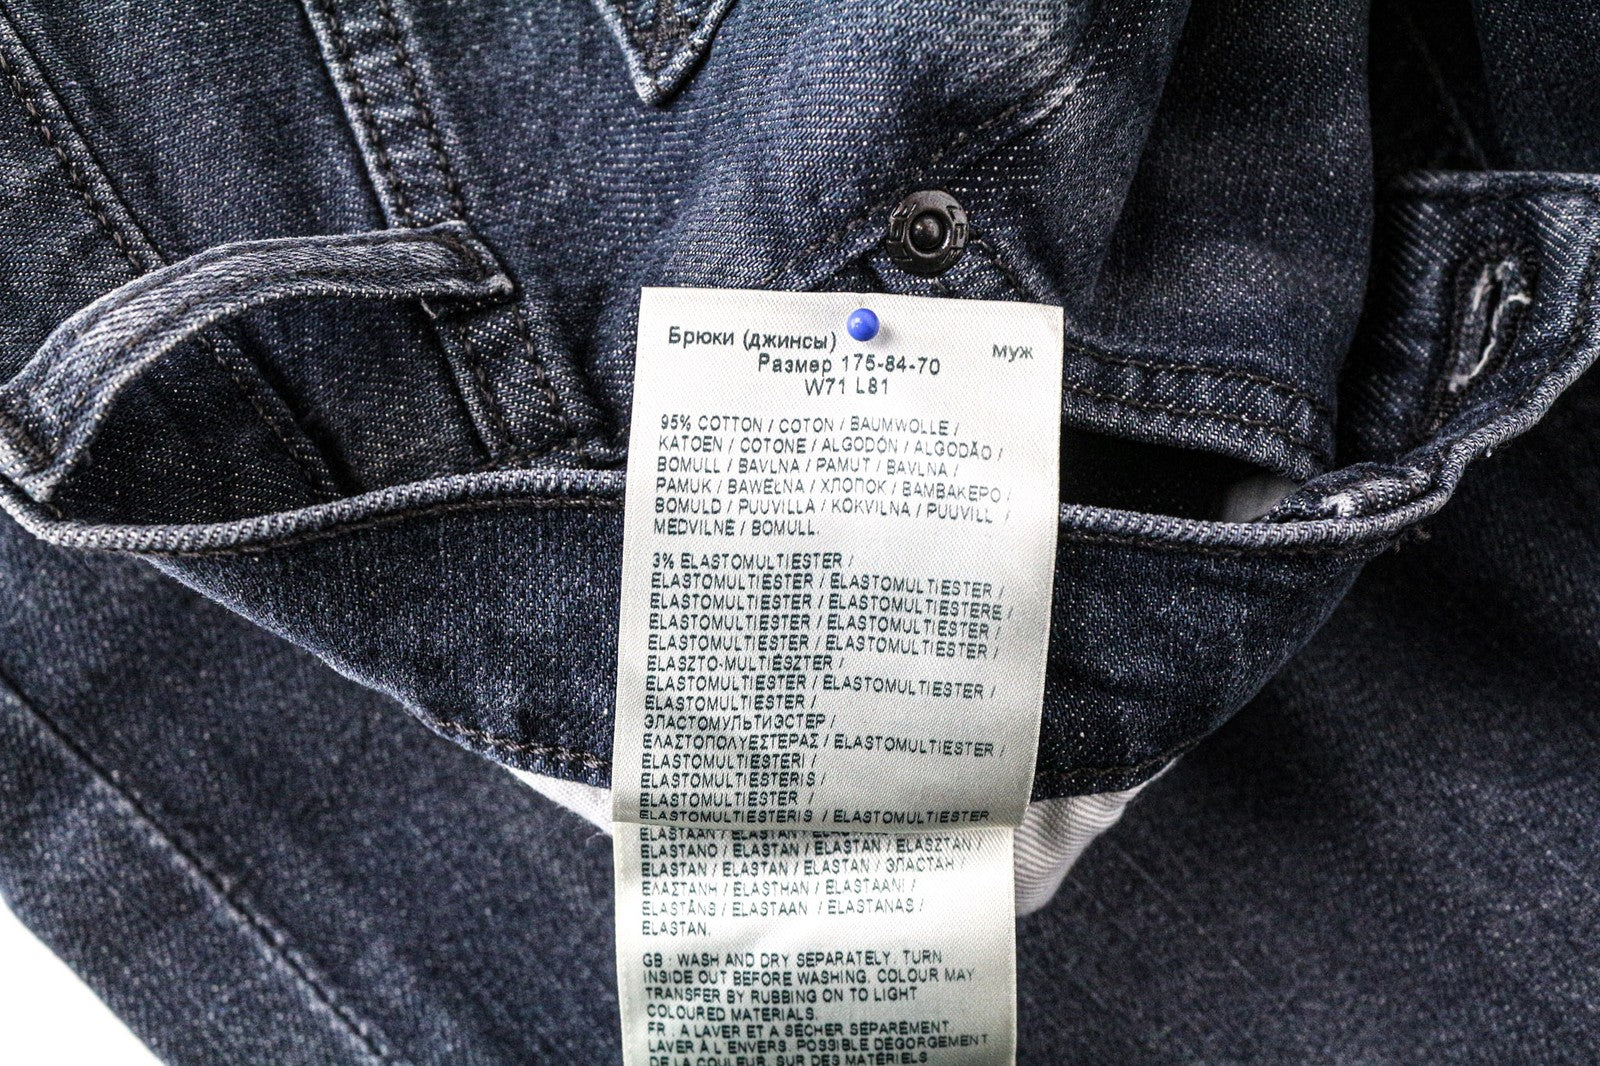 Брюки (джинсы) муж
Размер 175-84-70
W71 L81
95% COTTON / COTON / BAUMWOLLE /
KATOEN / COTONE / ALGODÓN / ALGODÃO /
BOMULL / BAVLNA / PAMUT / BAVLNA /
PAMUK / BAWEŁNA / ХЛОПОК / BAMBAKEPO /
BOMULD / PUUVILLA / KOKVILNA / PUUVILL /
MEDVILNĖ / BOMULL.
3% ELASTOMULTIESTER /
ELASTOMULTIESTER / ELASTOMULTIESTER /
ELASTOMULTIESTER / ELASTOMULTIESTERE /
ELASTOMULTIESTER / ELASTOMULTIESTER /
ELASTOMULTIESTER / ELASTOMULTIESTER /
ELASZTO-MULTIÉSZTER /
ELASTOMULTIESTER / ELASTOMULTIESTER /
ELASTOMULTIESTER /
ЭЛАСТОМУЛЬТИЭСТЕР /
ΕΛΑΣΤΟΠΟΛΥΕΣΤΕΡΑΣ / ELASTOMULTIESTER /
ELASTOMULTIESTERI /
ELASTOMULTIESTERIS /
ELASTOMULTIESTER /
ELASTOMULTIESTERIS / ELASTOMULTIESTER
ELASTAAN / ELASTAN /
ELASTANO / ELASTAN / ELASTAN / ELASZTÁN /
ELASTAN / ELASTAN / ELASTAN / ЭЛАСТАН /
ΕΛΑΣΤΑΝΗ / ELASTHAN / ELASTAANI /
ELASTĀNS / ELASTAAN / ELASTANAS /
ELASTAN.
GB : WASH AND DRY SEPARATELY. TURN
INSIDE OUT BEFORE WASHING. COLOUR MAY
TRANSFER BY RUBBING ON TO LIGHT
COLOURED MATERIALS.
FR : A LAVER ET A SÉCHER SÉPARÉMENT.
LAVER À L'ENVERS. POSSIBLE DÉGORGEMENT
DE LA COULEUR SUR DES MATÉRIELS